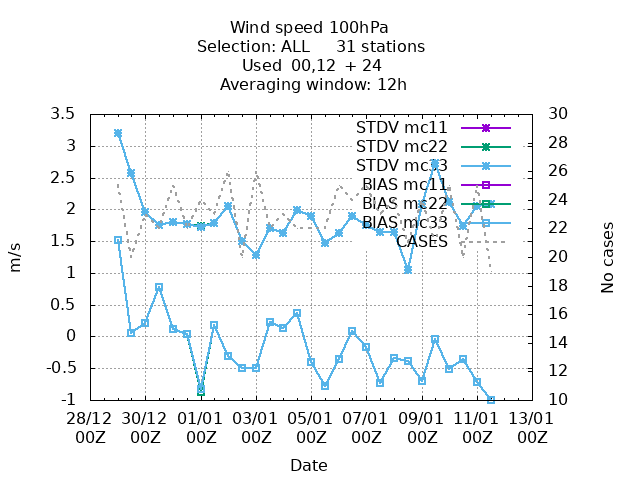 Wind speed 100hPa
Selection: ALL 31 stations
Used 00,12 + 24
Averaging window: 12h
3.5
3
2.5
2
1.5
1
0.5
0
-0.5
-1
m/s
30
28
26
24
22
20
18
16
14
12
10
No cases
STDV mc11
STDV mc22
STDV mc33
BIAS mc11
BIAS mc22
BIAS mc33
CASES
28/12 30/12 01/01 03/01 05/01 07/01 09/01 11/01 13/01
00Z 00Z 00Z 00Z 00Z 00Z 00Z 00Z 00Z
Date